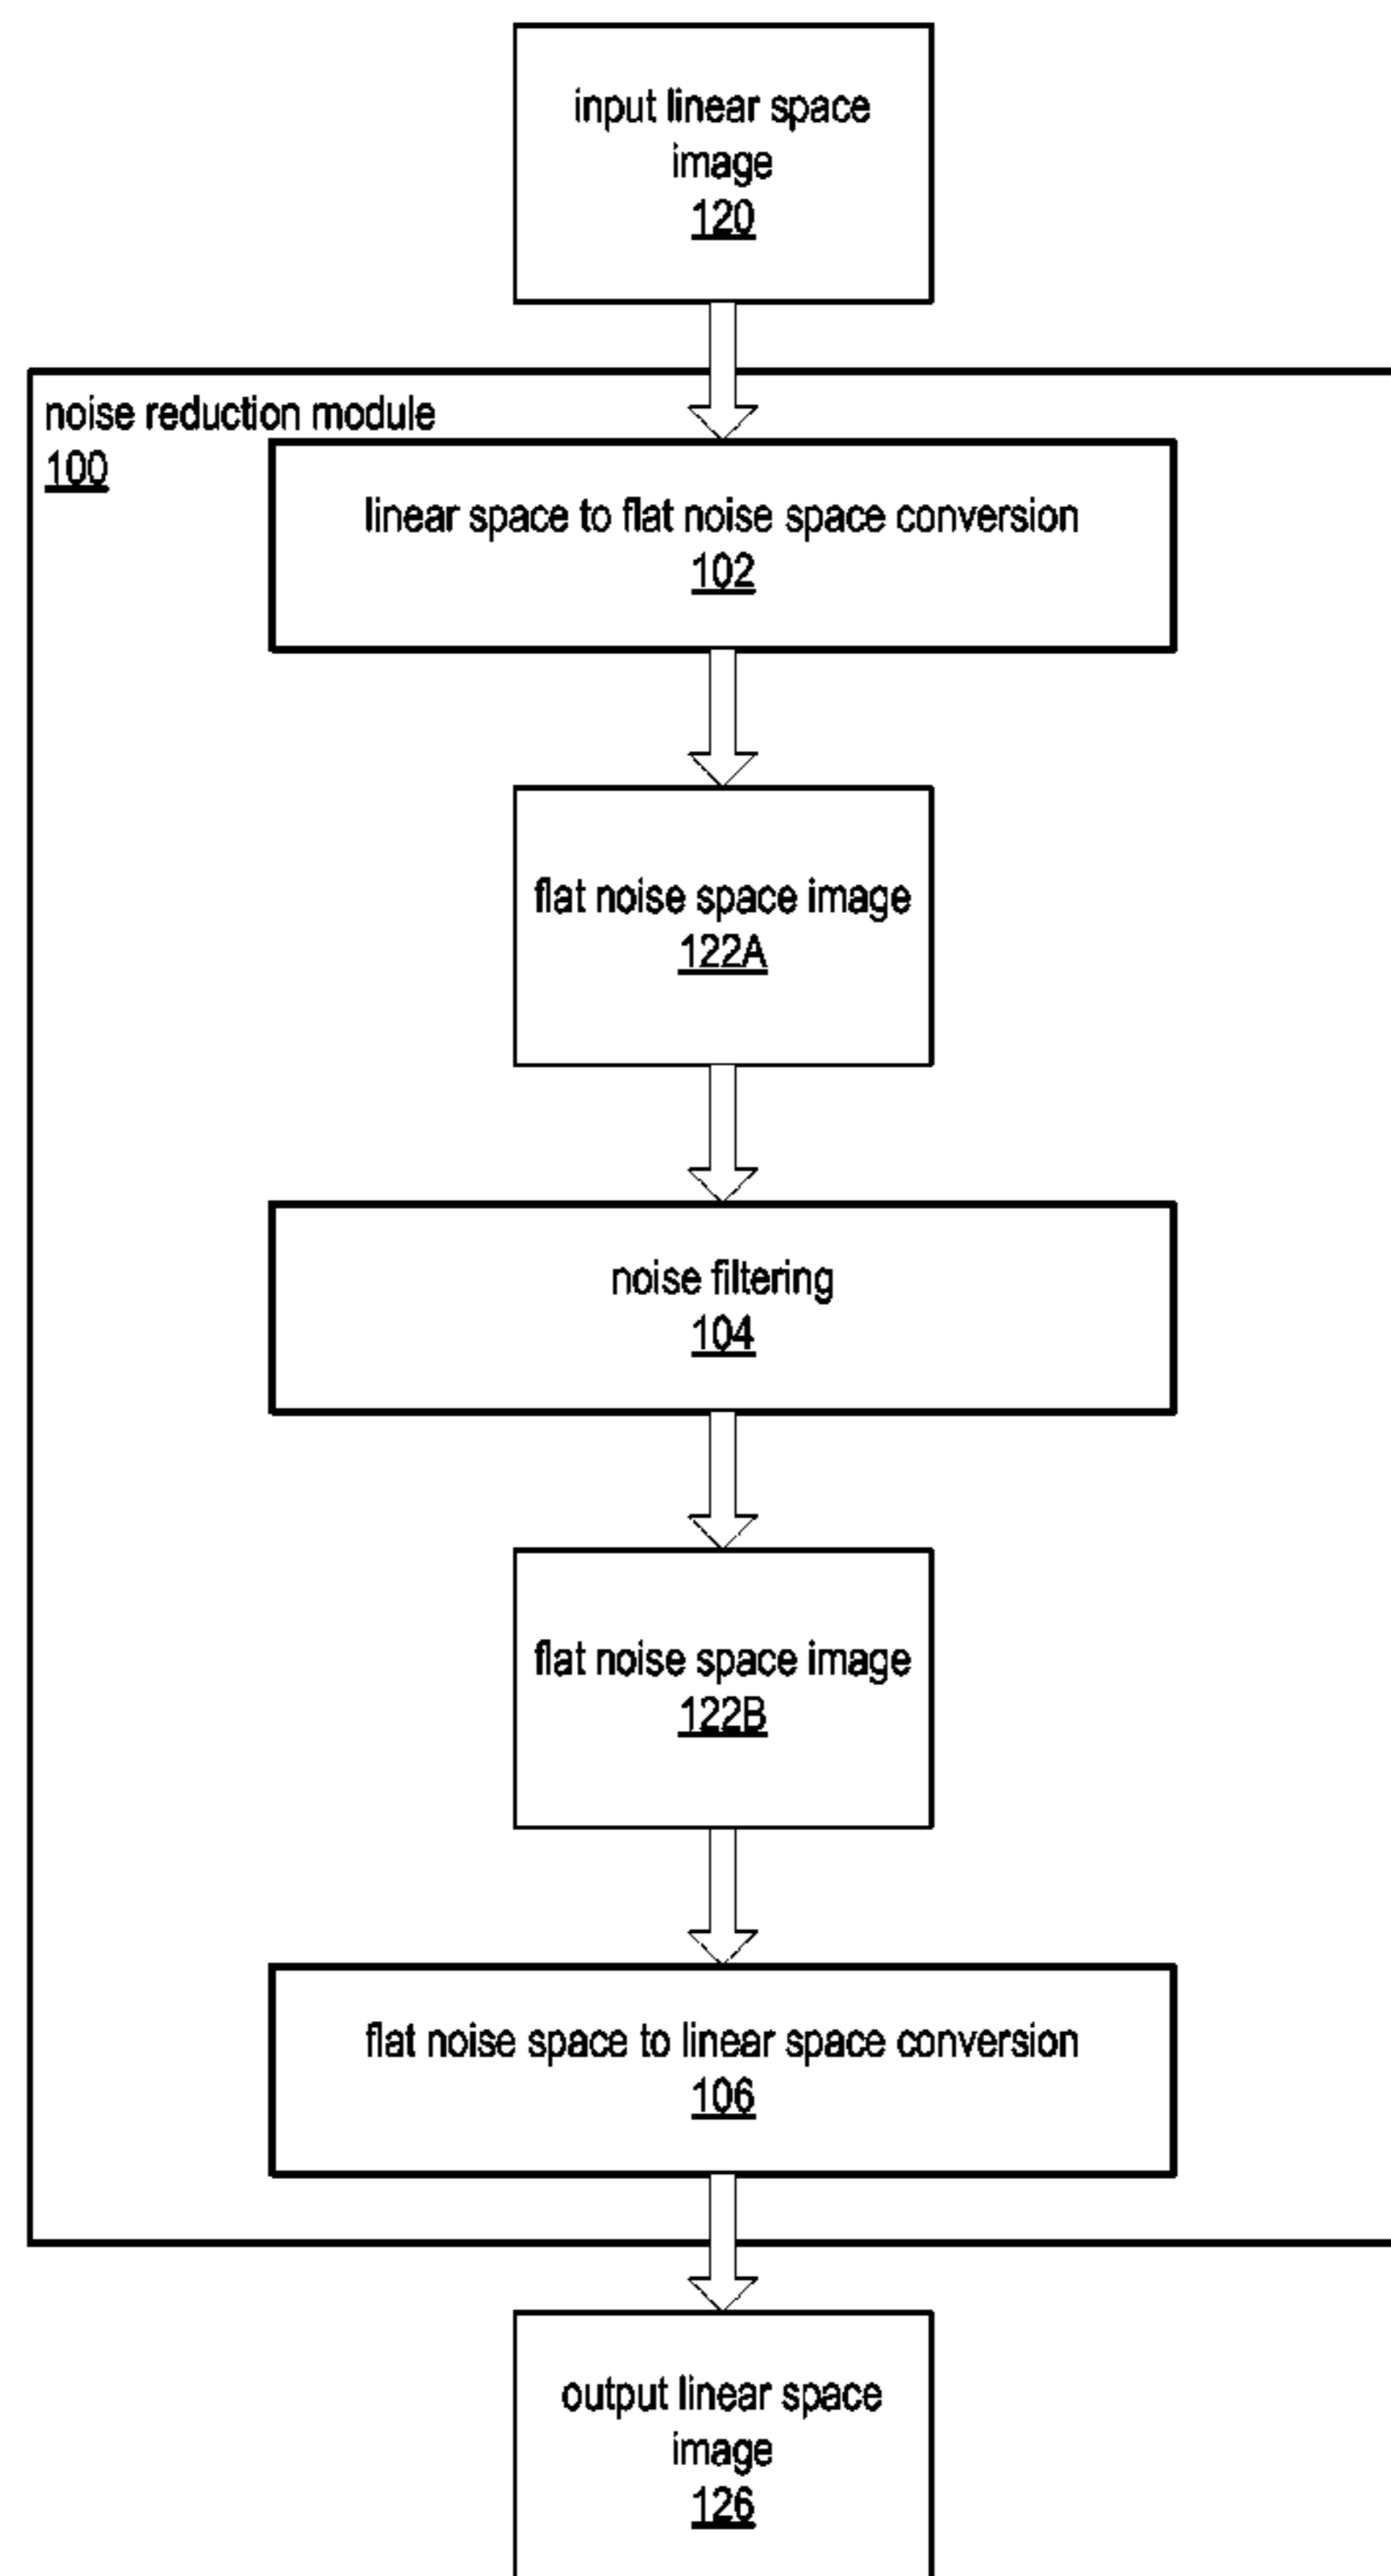 input linear space
image
120
noise reduction module
100
linear space to flat noise space conversion
102
flat noise space image
122A
noise filtering
104
flat noise space image
122B
flat noise space to linear space conversion
106
output linear space
image
126